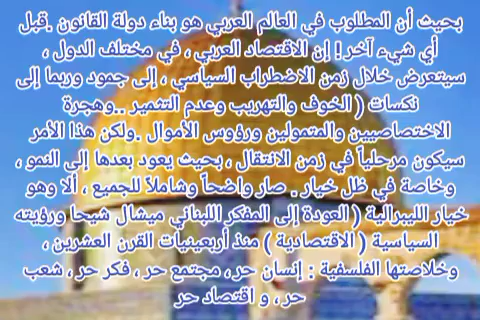 بحيث أن المطلوب في العالم العربي هو بناء دولة القانون .قبل
أي شيء آخر ! إن الاقتصاد العربي ، في مختلف الدول ،
سيتعرض خلال زمن الاضطراب السياسي ، إلى جمود وربما إلى
نكسات ( الخوف والتهريب وعدم التثمير ..وهجرة
الاختصاصيين والمتمولين ورؤوس الأموال .ولكن هذا الأمر
سيكون مرحلياً في زمن الانتقال ، بحيث يعود بعدها إلى النمو ،
وخاصة في ظل خيار . صار واضحاً وشاملاً للجميع ، ألا وهو
خيار الليبرالية ( العودة إلى المفكر اللبناني ميشال شيحا ورؤيته
السياسية ( الاقتصادية ) منذ أربعينيات القرن العشرين ،
وخلاصتها الفلسفية : إنسان حر ، مجتمع حر ، فكر حر ، شعب
حر ، و اقتصاد حر